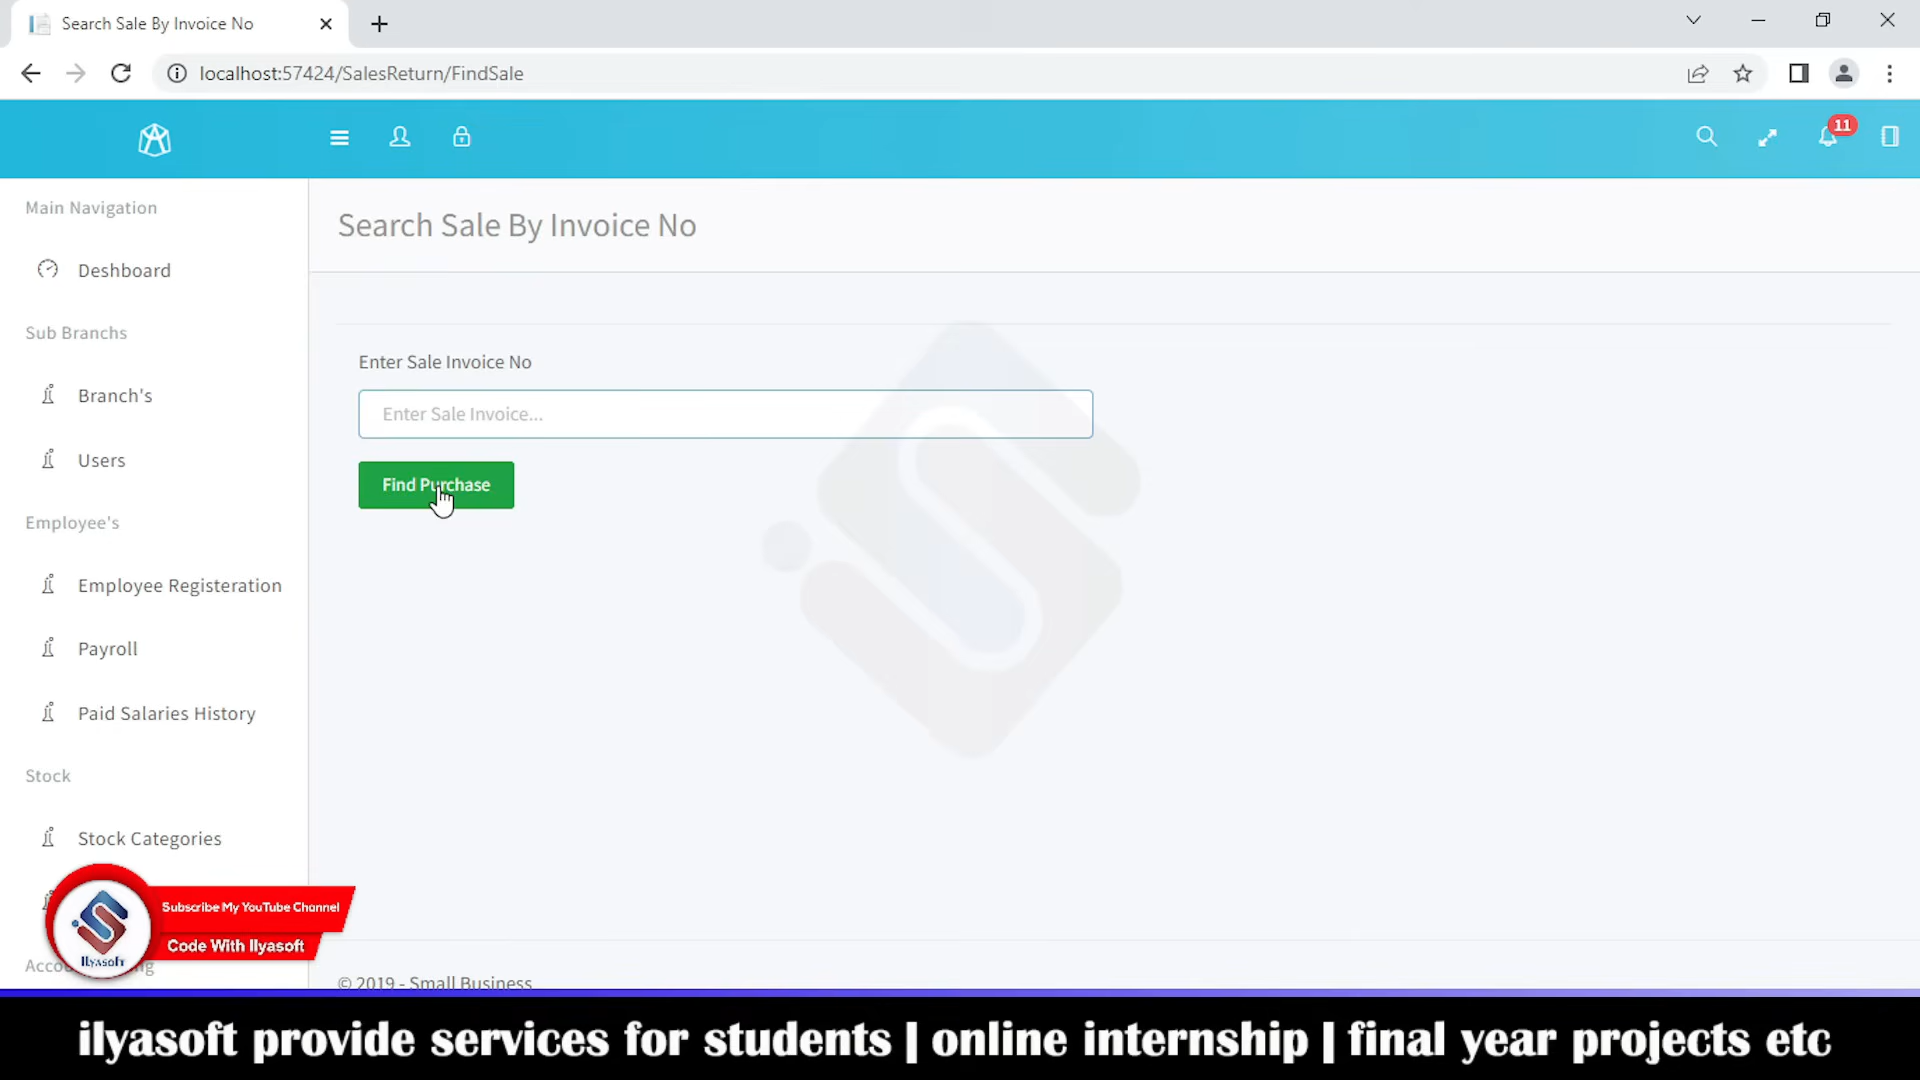 Search Sale By Invoice No
localhost:57424/SalesReturn/FindSale
11
Main Navigation
Deshboard
Sub Branchs
Branch's
Users
Employee's
Employee Registeration
Payroll
Paid Salaries History
Stock
Stock Categories
Search Sale By Invoice No
Enter Sale Invoice No
Enter Sale Invoice...
Find Purchase
© 2019 - Small Business
Subscribe My YouTube Channel
Code With Ilyasoft
Ilyasoft
ilyasoft provide services for students | online internship | final year projects etc